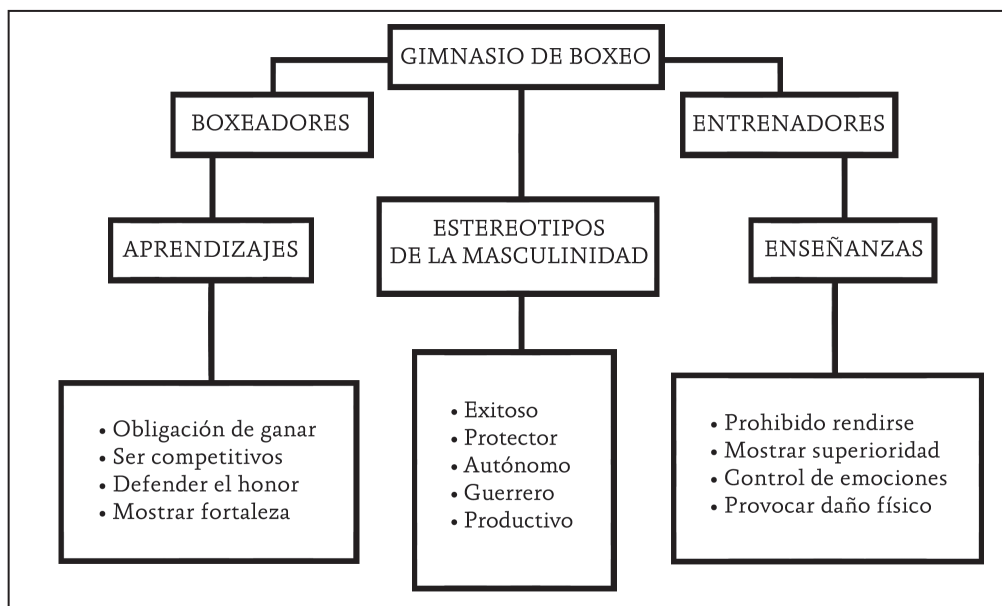 GIMNASIO DE BOXEO
BOXEADORES
ENTRENADORES
APRENDIZAJES
ESTEREOTIPOS
DE LA MASCULINIDAD
ENSEÑANZAS
• Obligación de ganar
• Ser competitivos
• Defender el honor
• Mostrar fortaleza
• Exitoso
• Protector
• Autónomo
• Guerrero
• Productivo
• Prohibido rendirse
• Mostrar superioridad
• Control de emociones
• Provocar daño físico